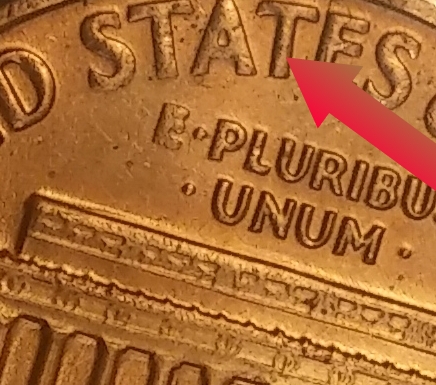 D STATES
E·PLURIBU
·UNUM·